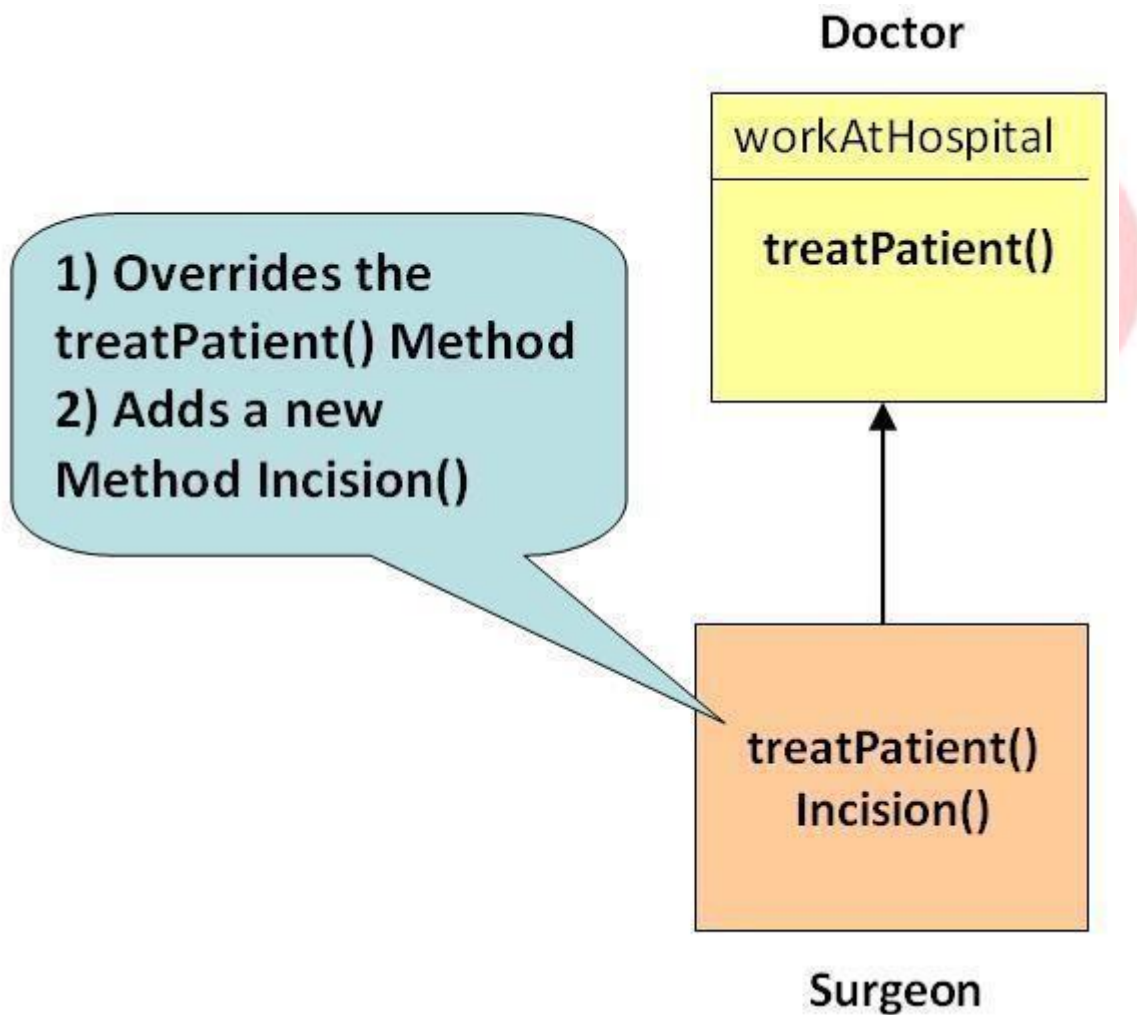 Doctor
workAtHospital
treatPatient()
1) Overrides the
treatPatient() Method
2) Adds a new
Method Incision()
treatPatient()
Incision()
Surgeon